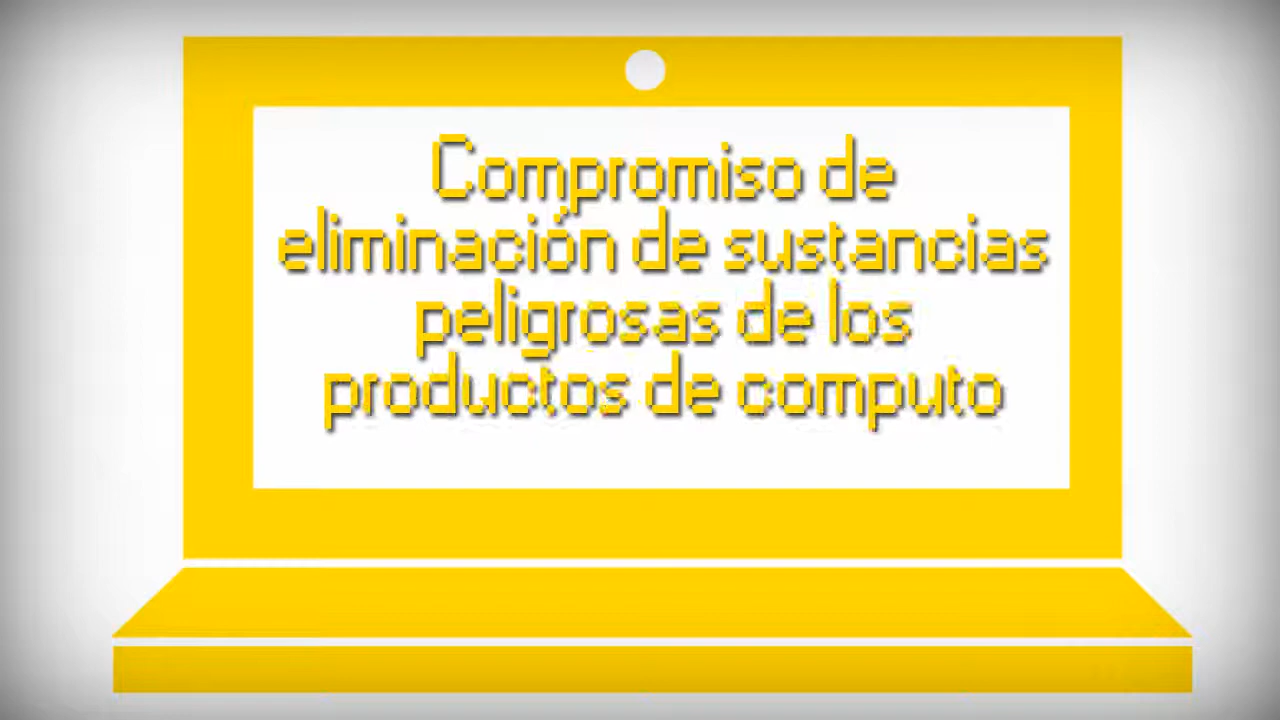 Compromiso de
eliminación de sustancias
peligrosas de los
productos de computo